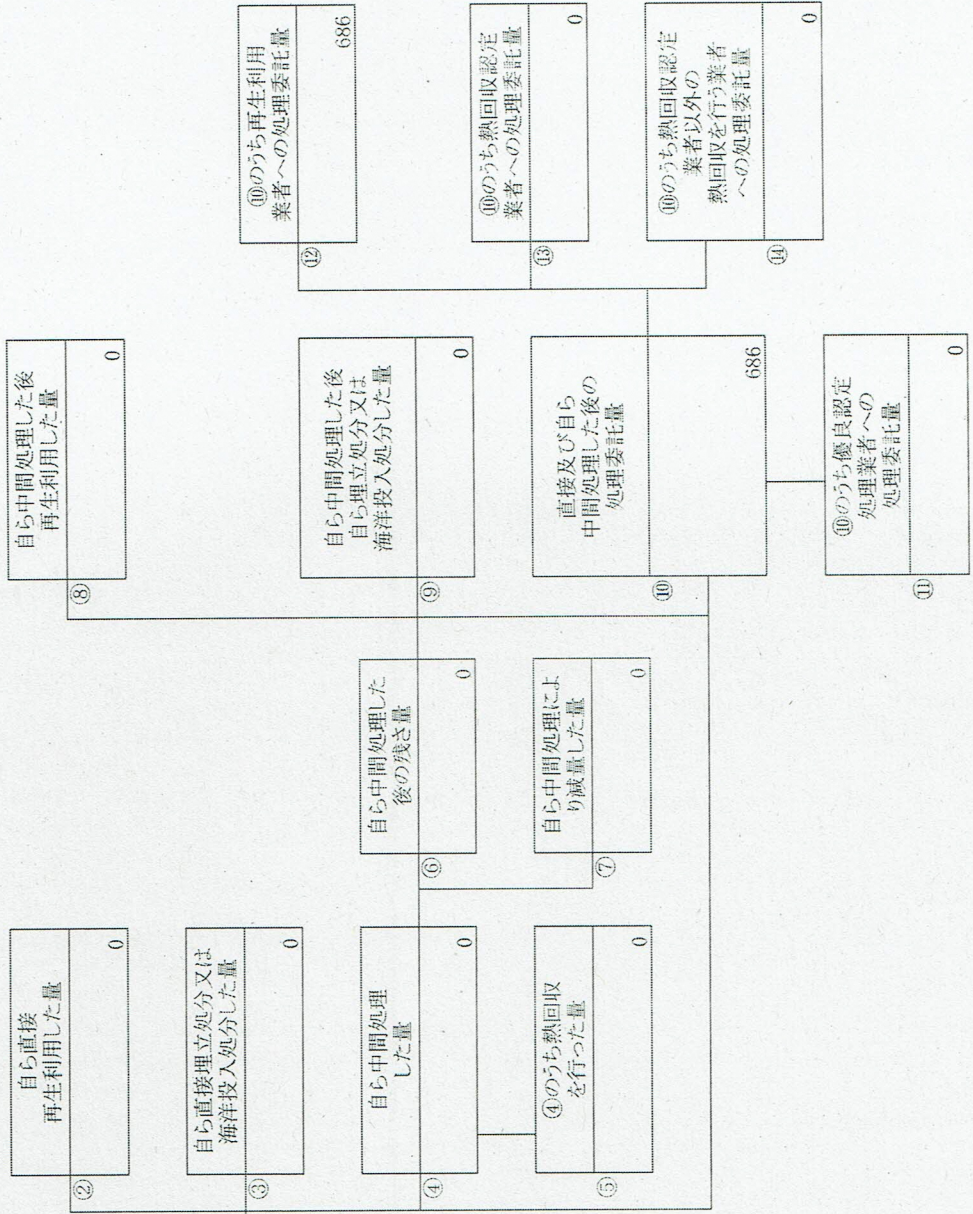 ②
自ら直接
再生利用した量
0
③
自ら直接埋立処分又は
海洋投入処分した量
0
④
自ら中間処理
した量
0
⑤
④のうち熱回収
を行った量
0
⑥
自ら中間処理した
後の残さ量
0
⑦
自ら中間処理によ
り減量した量
0
⑧
自ら中間処理した後
再生利用した量
0
⑨
自ら中間処理した後
自ら埋立処分又は
海洋投入処分した量
0
⑩
直接及び自ら
中間処理した後の
処理委託量
686
⑪
⑩のうち優良認定
処理業者への
処理委託量
0
⑫
⑩のうち再生利用
業者への処理委託量
686
⑬
⑩のうち熱回収認定
業者への処理委託量
0
⑭
⑩のうち熱回収認定
業者以外の
熱回収を行う業者
への処理委託量
0